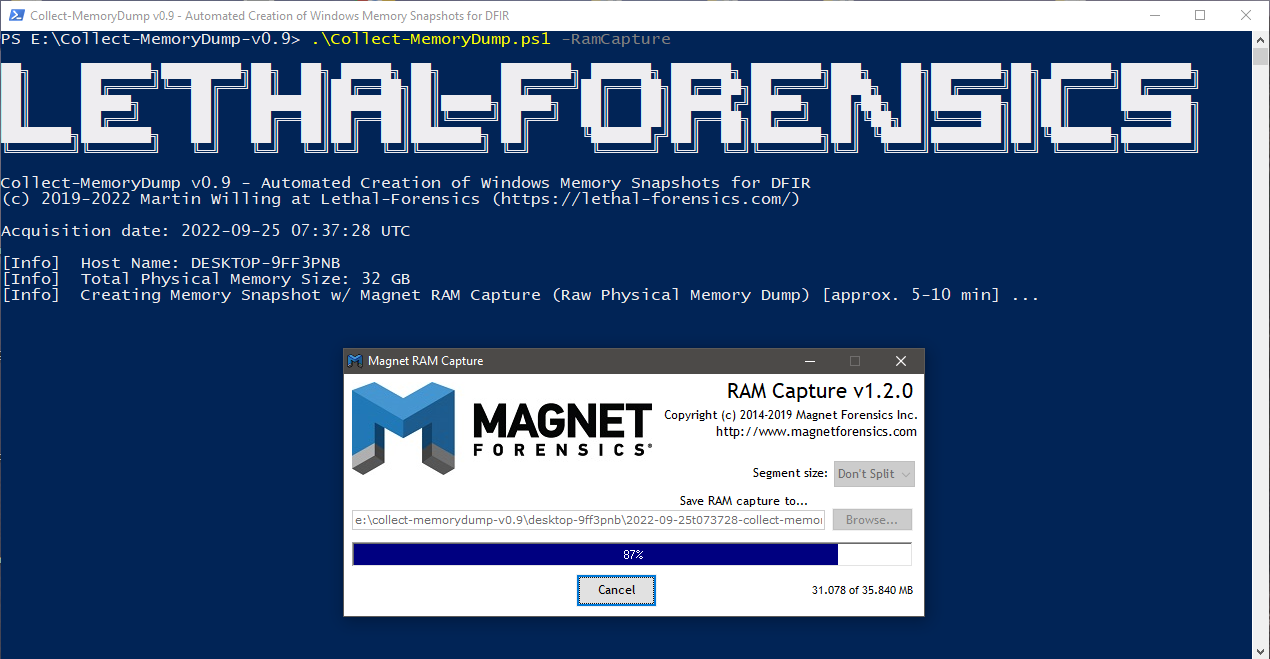 Collect-MemoryDump v0.9 - Automated Creation of Windows Memory Snapshots for DFIR
PS E:\Collect-MemoryDump-v0.9> .\Collect-MemoryDump.ps1 -RamCapture
LETHAL-FORENSICS
Collect-MemoryDump v0.9 - Automated Creation of Windows Memory Snapshots for DFIR
(c) 2019-2022 Martin Willing at Lethal-Forensics (https://lethal-forensics.com/)
Acquisition date: 2022-09-25 07:37:28 UTC
[Info]  Host Name: DESKTOP-9FF3PNB
[Info]  Total Physical Memory Size: 32 GB
[Info]  Creating Memory Snapshot w/ Magnet RAM Capture (Raw Physical Memory Dump) [approx. 5-10 min] ...
Magnet RAM Capture
MAGNET
FORENSICS®
RAM Capture v1.2.0
Copyright (c) 2014-2019 Magnet Forensics Inc.
http://www.magnetforensics.com
Segment size: Don't Split
Save RAM capture to...
e:\collect-memorydump-v0.9\desktop-9ff3pnb\2022-09-25t073728-collect-memor Browse...
87%
Cancel
31.078 of 35.840 MB